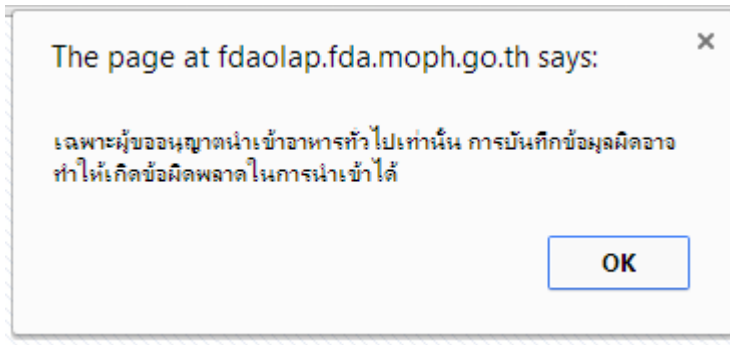 The page at fdaolap.fda.moph.go.th says:
เฉพาะผู้ขออนุญาตนำเข้าอาหารทั่วไปเท่านั้น การบันทึกข้อมูลผิดอาจ
ทำให้เกิดข้อผิดพลาดในการนำเข้าได้
OK